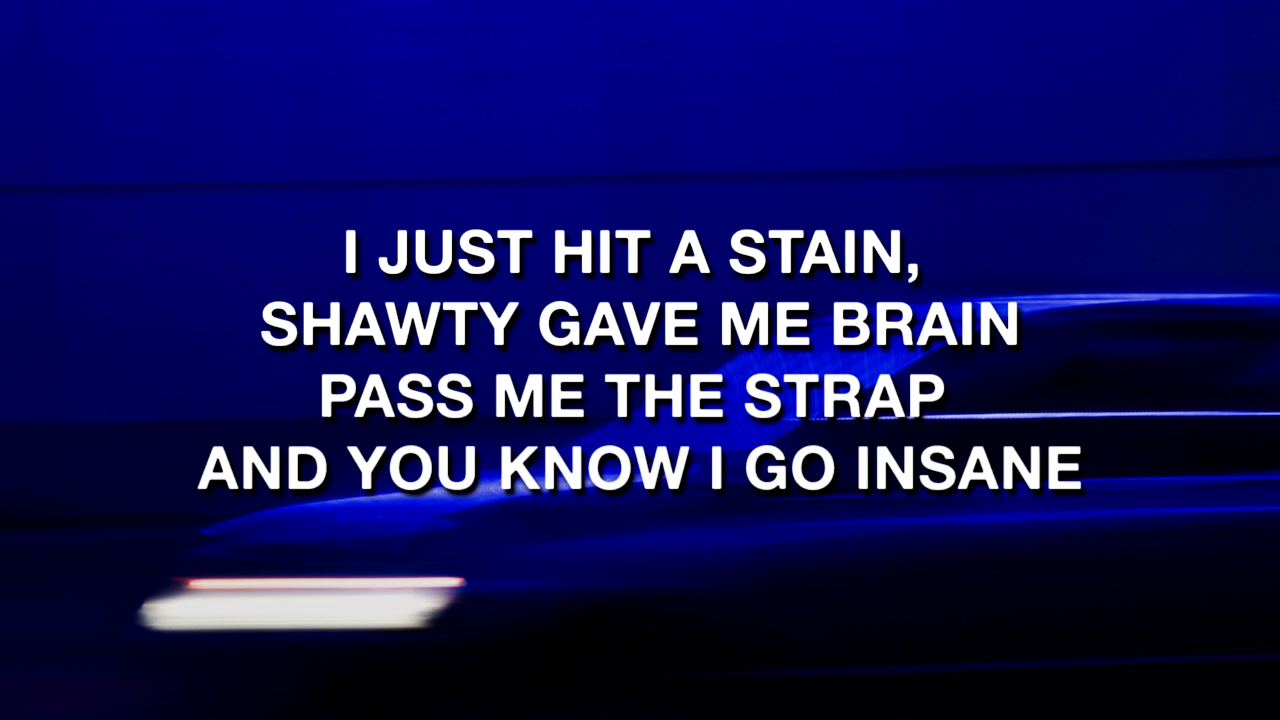 I JUST HIT A STAIN,
SHAWTY GAVE ME BRAIN
PASS ME THE STRAP
AND YOU KNOW I GO INSANE